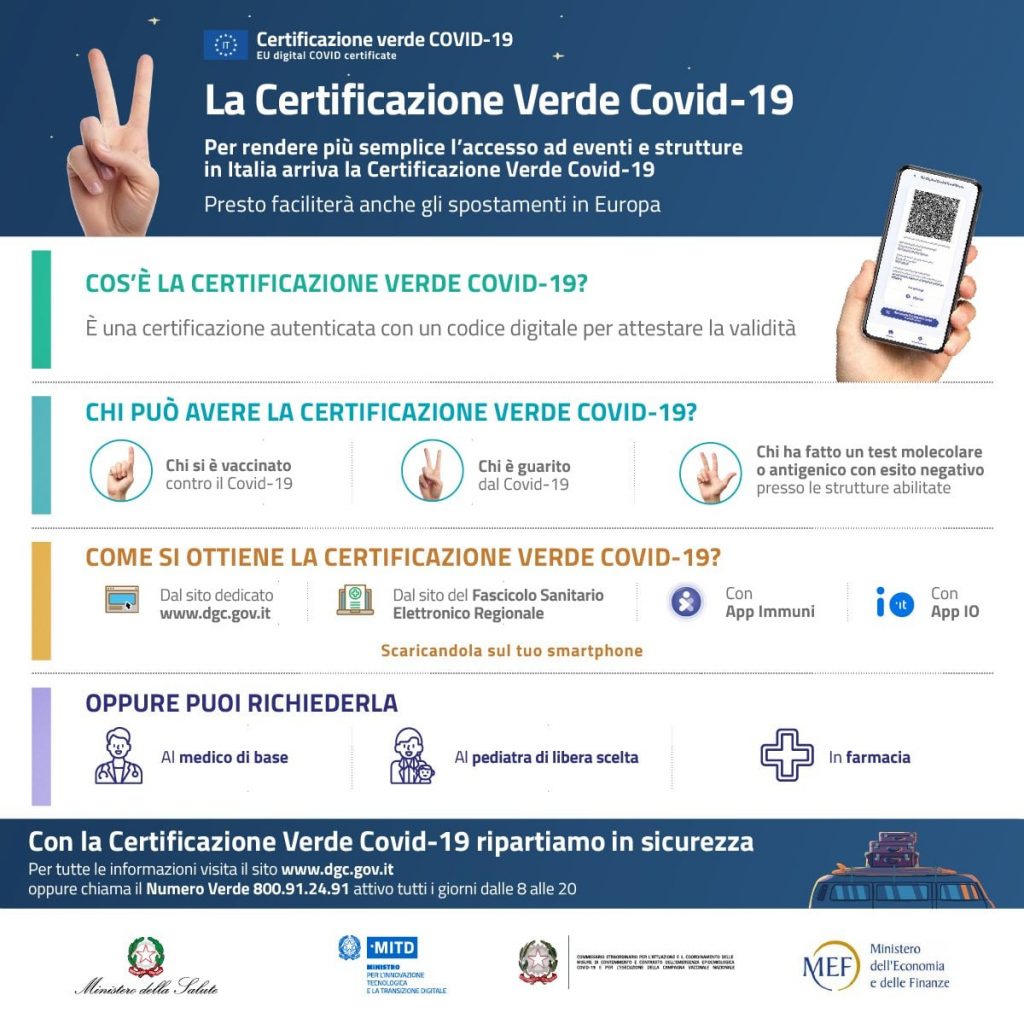 IT
Certificazione verde COVID-19
EU digital COVID certificate
La Certificazione Verde Covid-19
Per rendere più semplice l'accesso ad eventi e strutture
in Italia arriva la Certificazione Verde Covid-19
Presto faciliterà anche gli spostamenti in Europa
COS'È LA CERTIFICAZIONE VERDE COVID-19?
È una certificazione autenticata con un codice digitale per attestare la validità
CHI PUÒ AVERE LA CERTIFICAZIONE VERDE COVID-19?
Chi si è vaccinato
contro il Covid-19
Chi è guarito
dal Covid-19
Chi ha fatto un test molecolare
o antigenico con esito negativo
presso le strutture abilitate
COME SI OTTIENE LA CERTIFICAZIONE VERDE COVID-19?
Dal sito dedicato
www.dgc.gov.it
Dal sito del Fascicolo Sanitario
Elettronico Regionale
Con
App Immuni
io it
Con
App IO
Scaricandola sul tuo smartphone
OPPURE PUOI RICHIEDERLA
Al medico di base
Al pediatra di libera scelta
In farmacia
Con la Certificazione Verde Covid-19 ripartiamo in sicurezza
Per tutte le informazioni visita il sito www.dgc.gov.it
oppure chiama il Numero Verde 800.91.24.91 attivo tutti i giorni dalle 8 alle 20
Ministero della Salute
MITD
MINISTRO
PER L'INNOVAZIONE
TECNOLOGICA
E LA TRANSIZIONE DIGITALE
COMMISSARIO STRAORDINARIO PER L'ATTUAZIONE E IL COORDINAMENTO DELLE
MISURE DI CONTENIMENTO E CONTRASTO DELL'EMERGENZA EPIDEMIOLOGICA
COVID-19 E PER L'ESECUZIONE DELLA CAMPAGNA VACCINALE NAZIONALE
MEF
Ministero
dell'Economia
e delle Finanze